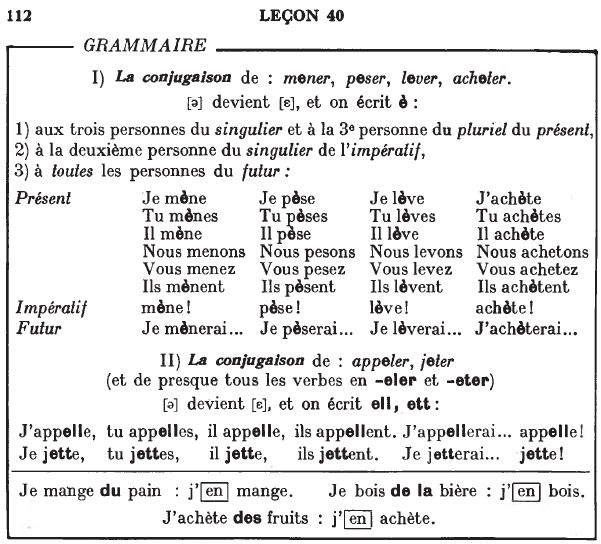 112 LEÇON 40
GRAMMAIRE
I) La conjugaison de : mener, peser, lever, acheter.
[ə] devient [ɛ], et on écrit è :
1) aux trois personnes du singulier et à la 3e personne du pluriel du présent,
2) à la deuxième personne du singulier de l'impératif,
3) à toutes les personnes du futur :
Présent Je mène Je pèse Je lève J'achète
Tu mènes Tu pèses Tu lèves Tu achètes
Il mène Il pèse Il lève Il achète
Nous menons Nous pesons Nous levons Nous achetons
Vous menez Vous pesez Vous levez Vous achetez
Ils mènent Ils pèsent Ils lèvent Ils achètent
Impératif mène! pèse! lève! achète!
Futur Je mènerai... Je pèserai... Je lèverai... J'achèterai...
II) La conjugaison de : appeler, jeter
(et de presque tous les verbes en -eler et -eter)
[ə] devient [ɛ], et on écrit ell, ett :
J'appelle, tu appelles, il appelle, ils appellent. J'appellerai... appelle!
Je jette, tu jettes, il jette, ils jettent. Je jetterai... jette!
Je mange du pain : j'en mange. Je bois de la bière : j'en bois.
J'achète des fruits : j'en achète.